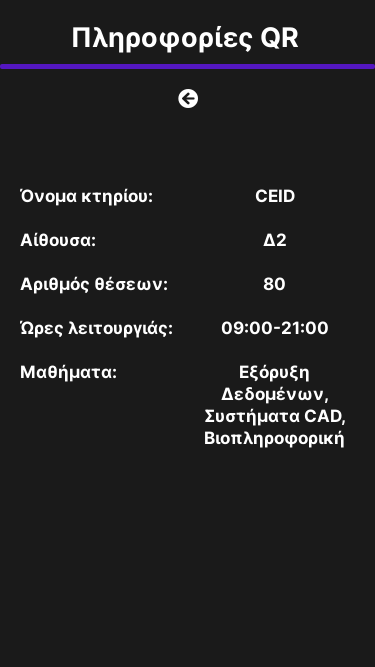 Πληροφορίες QR
Όνομα κτηρίου: CEID
Αίθουσα: Δ2
Αριθμός θέσεων: 80
Ώρες λειτουργιάς: 09:00-21:00
Μαθήματα: Εξόρυξη
Δεδομένων,
Συστήματα CAD,
Βιοπληροφορική